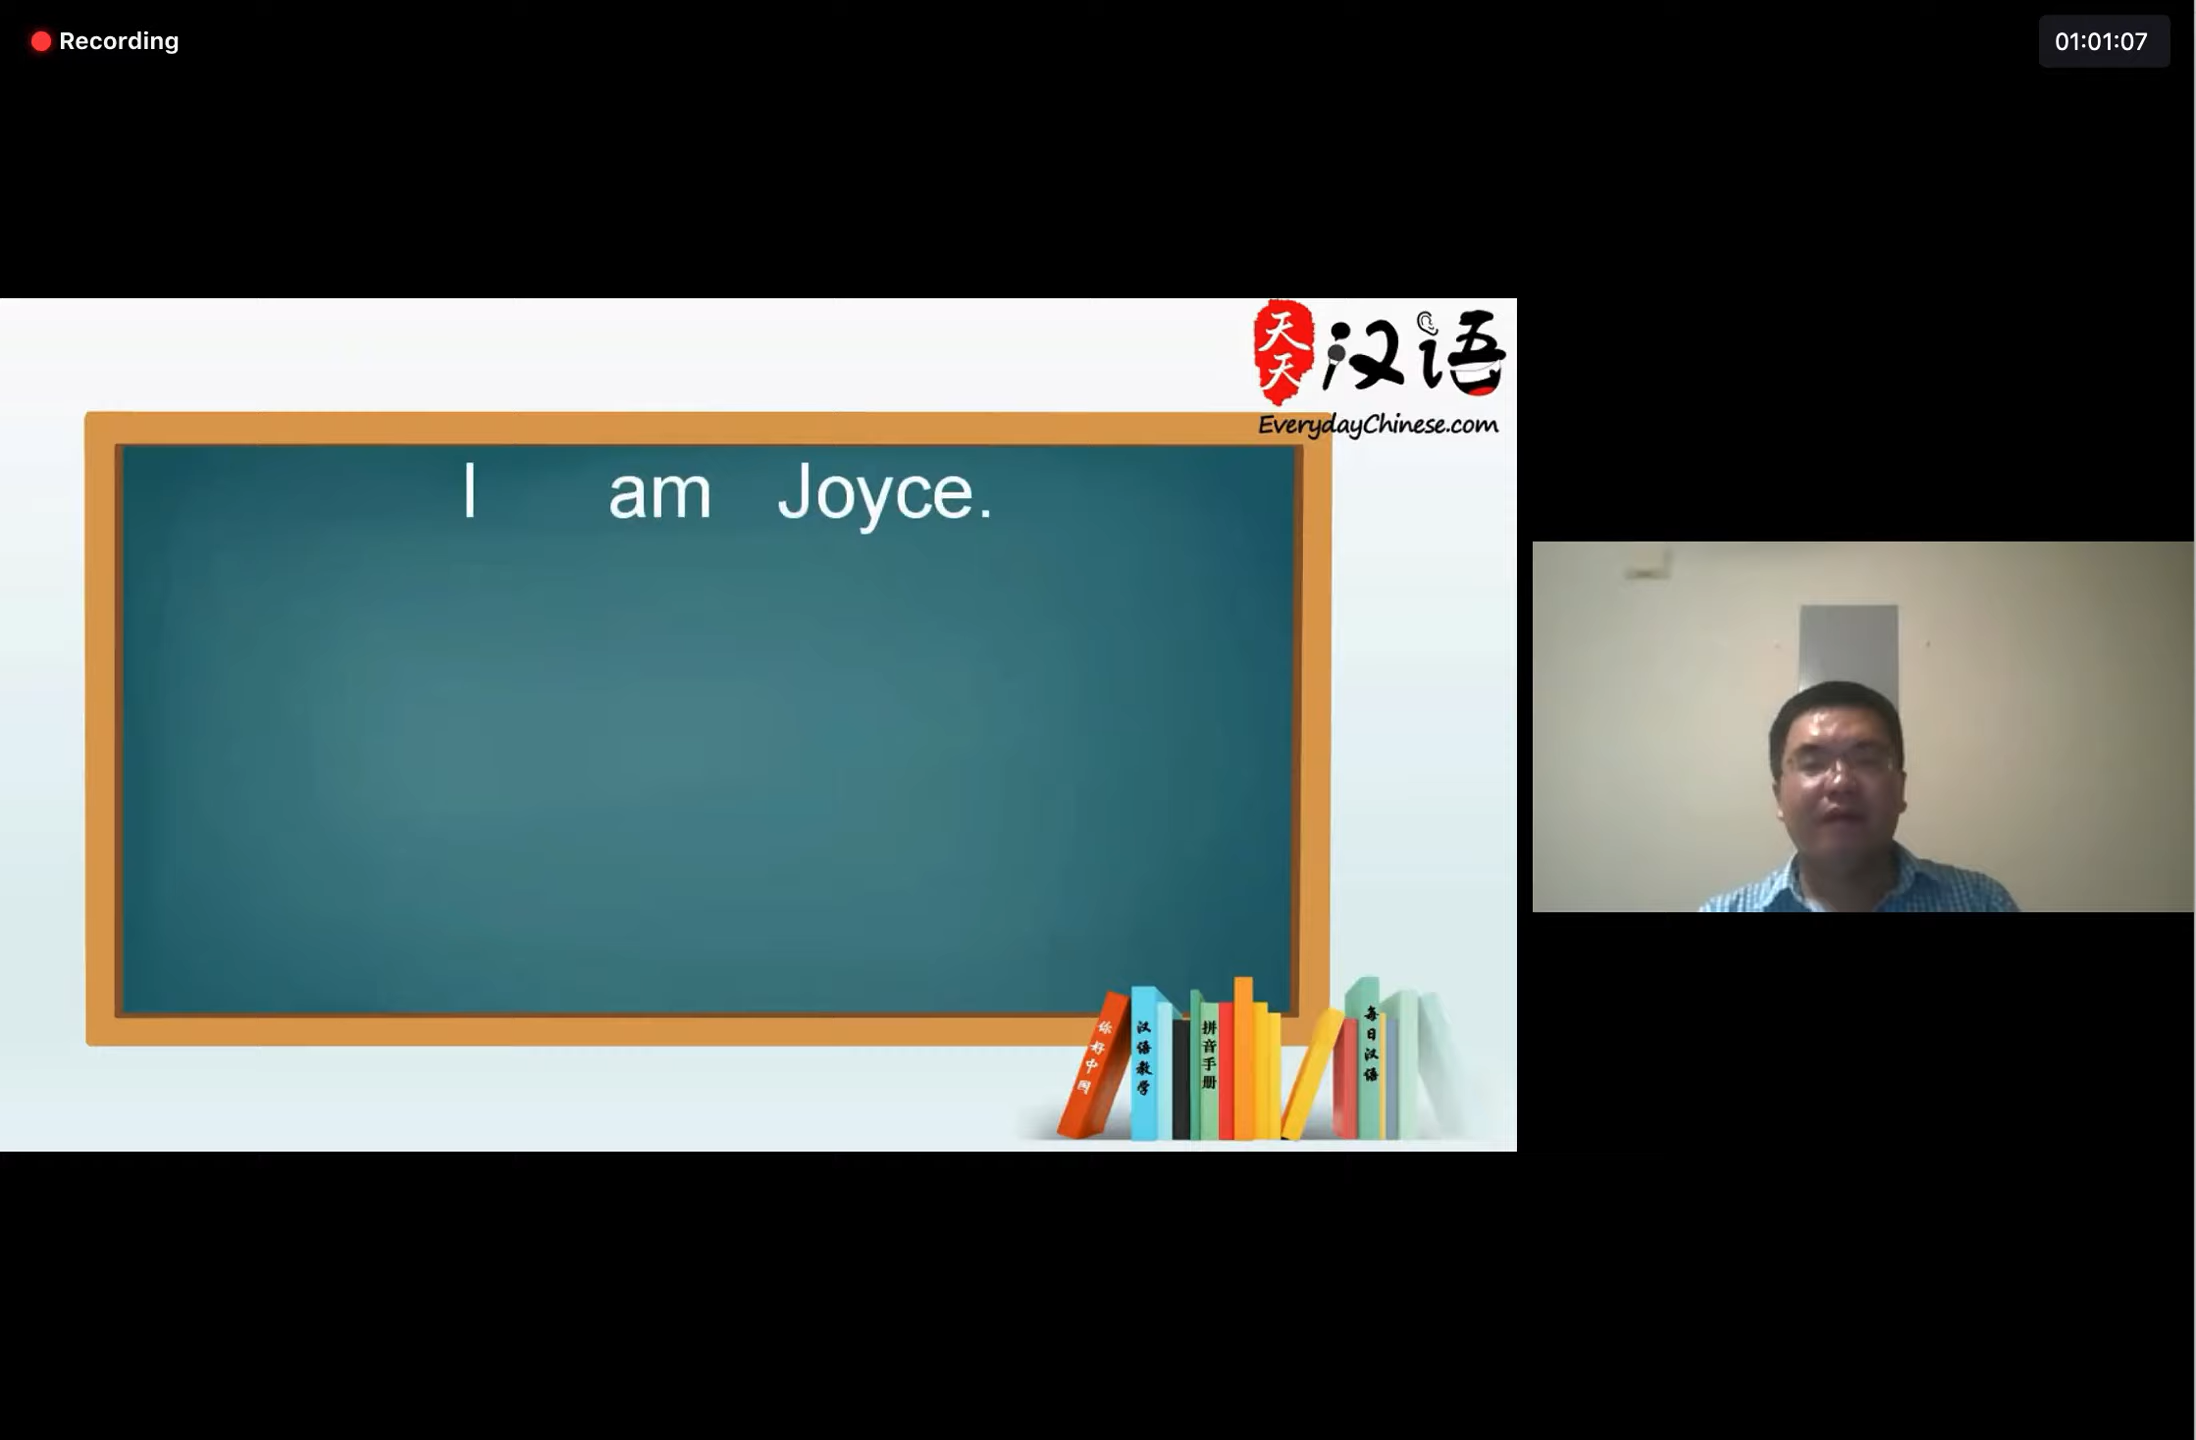 Recording
01:01:07
天天汉语
EverydayChinese.com
I am Joyce.
你好中国
汉语教学
拼音手册
每日汉语